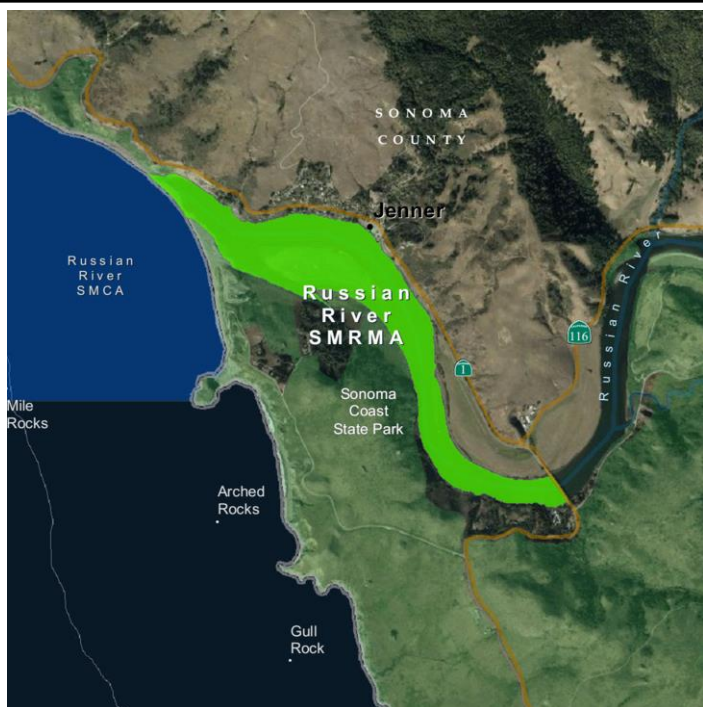 SONOMA
COUNTY
Jenner
Russian
River
SMCA
Russian
River
SMRMA
Russian River
116
1
Sonoma
Coast
State Park
Mile
Rocks
Arched
Rocks
Gull
Rock